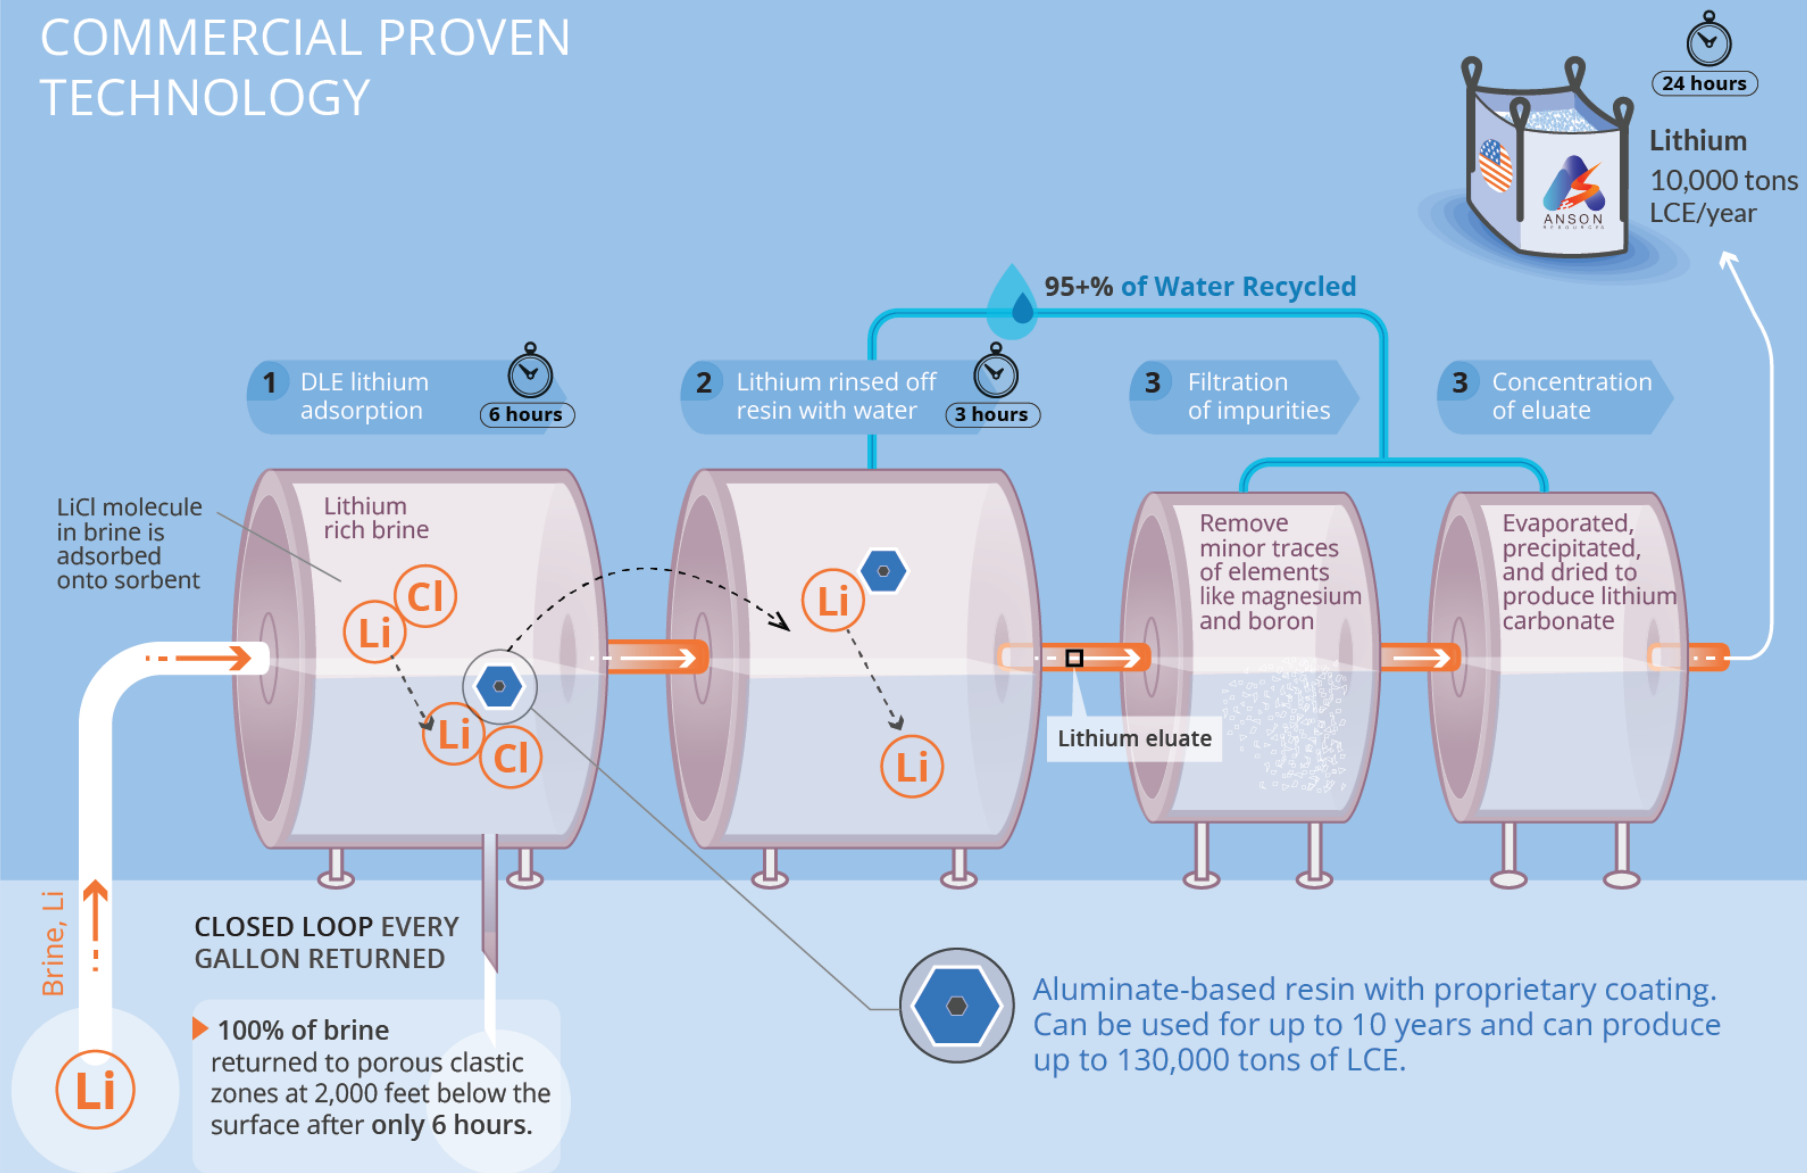 COMMERCIAL PROVEN
TECHNOLOGY
24 hours
Lithium
10,000 tons
LCE/year
ANSON
RESOURCES
95+% of Water Recycled
1 DLE lithium
adsorption
6 hours
2 Lithium rinsed off
resin with water
3 hours
3 Filtration
of impurities
3 Concentration
of eluate
LiCl molecule
in brine is
adsorbed
onto sorbent
Lithium
rich brine
Cl
Li
Li
Cl
Li
Li
Lithium eluate
Remove
minor traces
of elements
like magnesium
and boron
Evaporated,
precipitated,
and dried to
produce lithium
carbonate
Brine, Li
Li
CLOSED LOOP EVERY
GALLON RETURNED
100% of brine
returned to porous clastic
zones at 2,000 feet below the
surface after only 6 hours.
Aluminate-based resin with proprietary coating.
Can be used for up to 10 years and can produce
up to 130,000 tons of LCE.